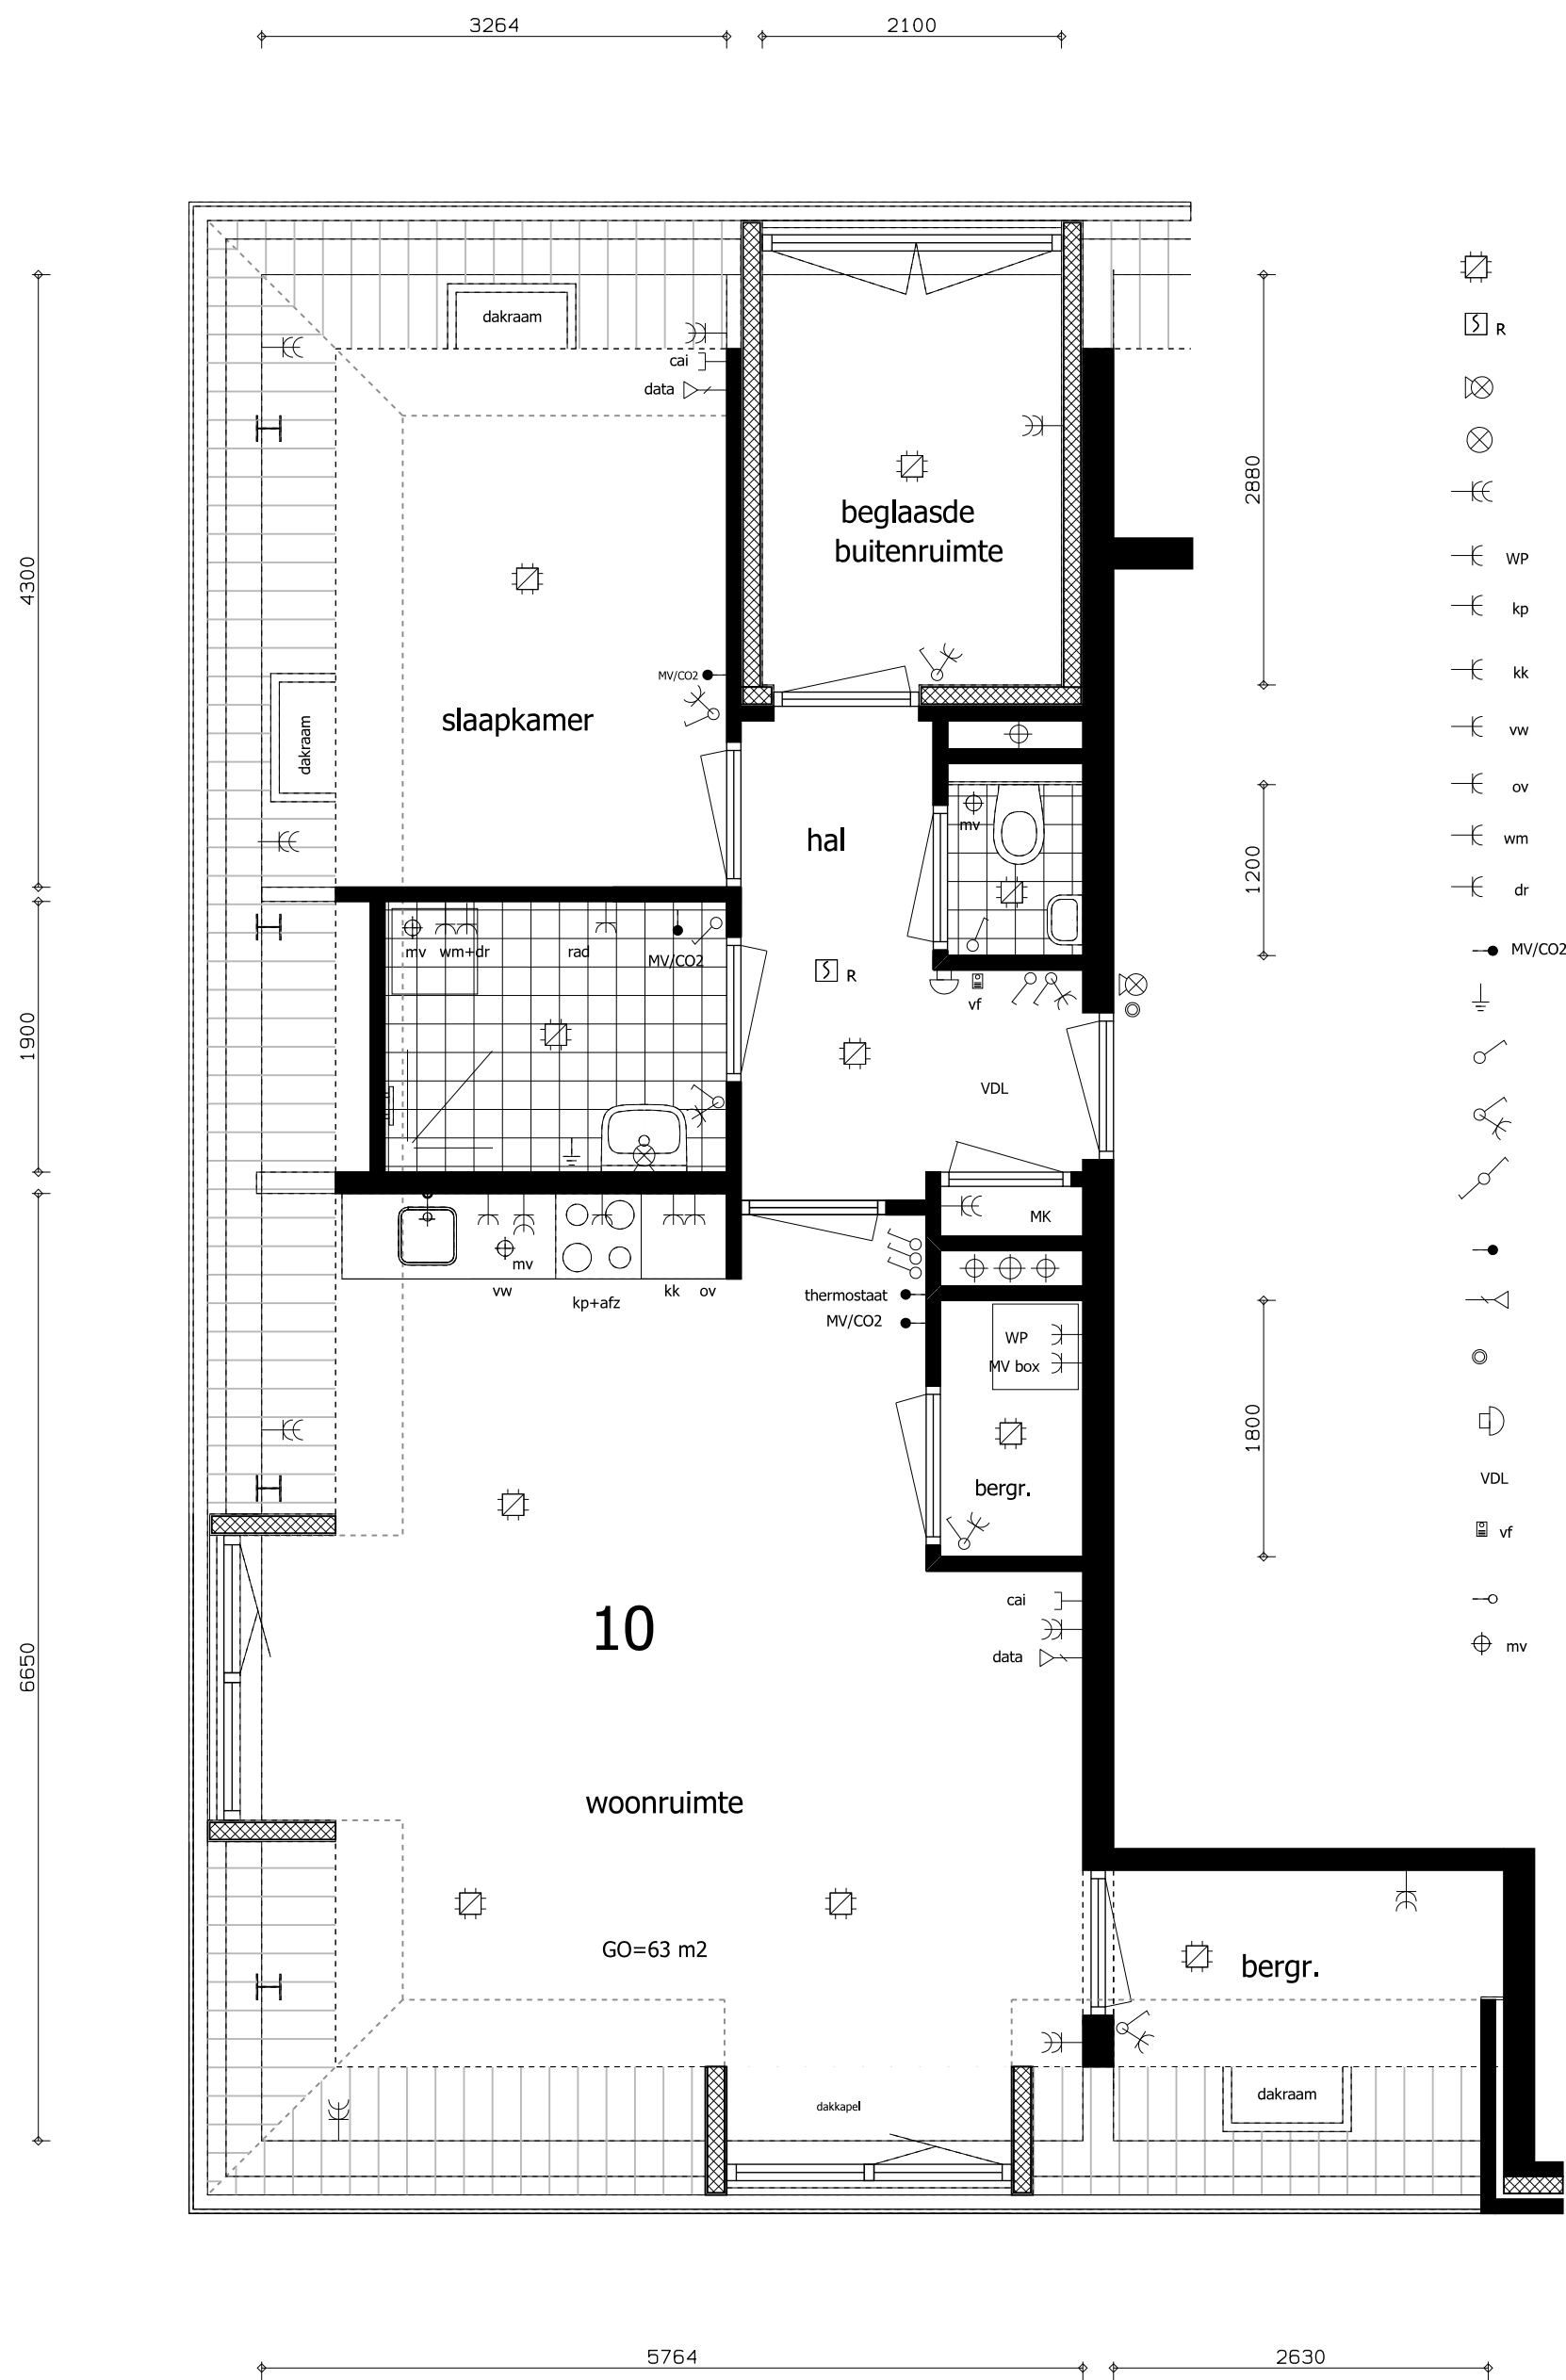 3264
2100
dakraam
cai
data
R
4300
2880
beglaasde
buitenruimte
WP
kp
MV/CO2
slaapkamer
dakraam
kk
vw
ov
wm
dr
hal
mv
1200
mv
wm+dr
rad
MV/CO2
R
vf
MV/CO2
1900
VDL
MK
mv
vw
kp+afz
kk
ov
thermostaat
MV/CO2
WP
MV box
1800
bergr.
VDL
vf
10
cai
data
mv
6650
woonruimte
GO=63 m2
bergr.
dakkapel
dakraam
5764
2630